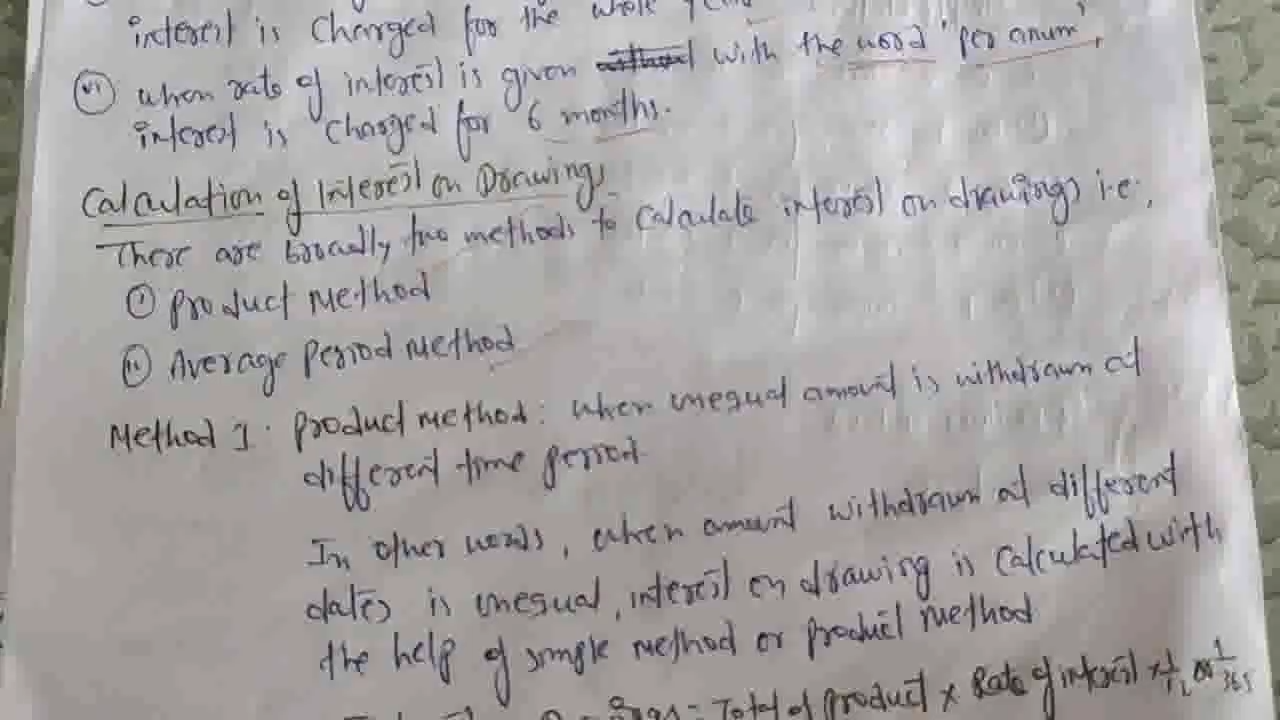 interest is charged for the whole
(vi) when rate of interest is given with the word 'per anum',
interest is charged for 6 months.
Calculation of Interest on Drawings
There are broadly two methods to calculate interest on drawings i.e;
(i) Product Method
(ii) Average Period Method
Method I: Product method: when unequal amount is withdrawn at
different time period.
In other words, when amount withdrawn at different
dates is unequal, interest on drawing is calculated with
the help of simple method or product method
= Total of product x Rate of interest x 1/12 or 1/365